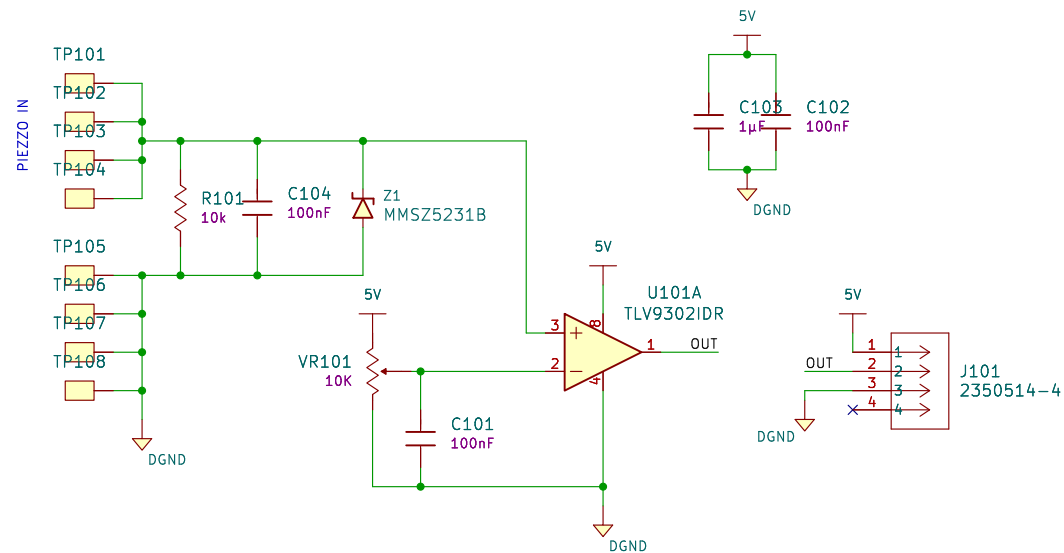 PIEZZO IN
TP101
TP102
TP103
TP104
TP105
TP106
TP107
TP108
R101
10k
C104
100nF
Z1
MMSZ5231B
DGND
5V
VR101
10K
C101
100nF
5V
U101A
TLV9302IDR
3
2
8
4
1
OUT
DGND
5V
C103
1µF
C102
100nF
DGND
5V
OUT
1
2
3
4
1
2
3
4
J101
2350514-4
DGND